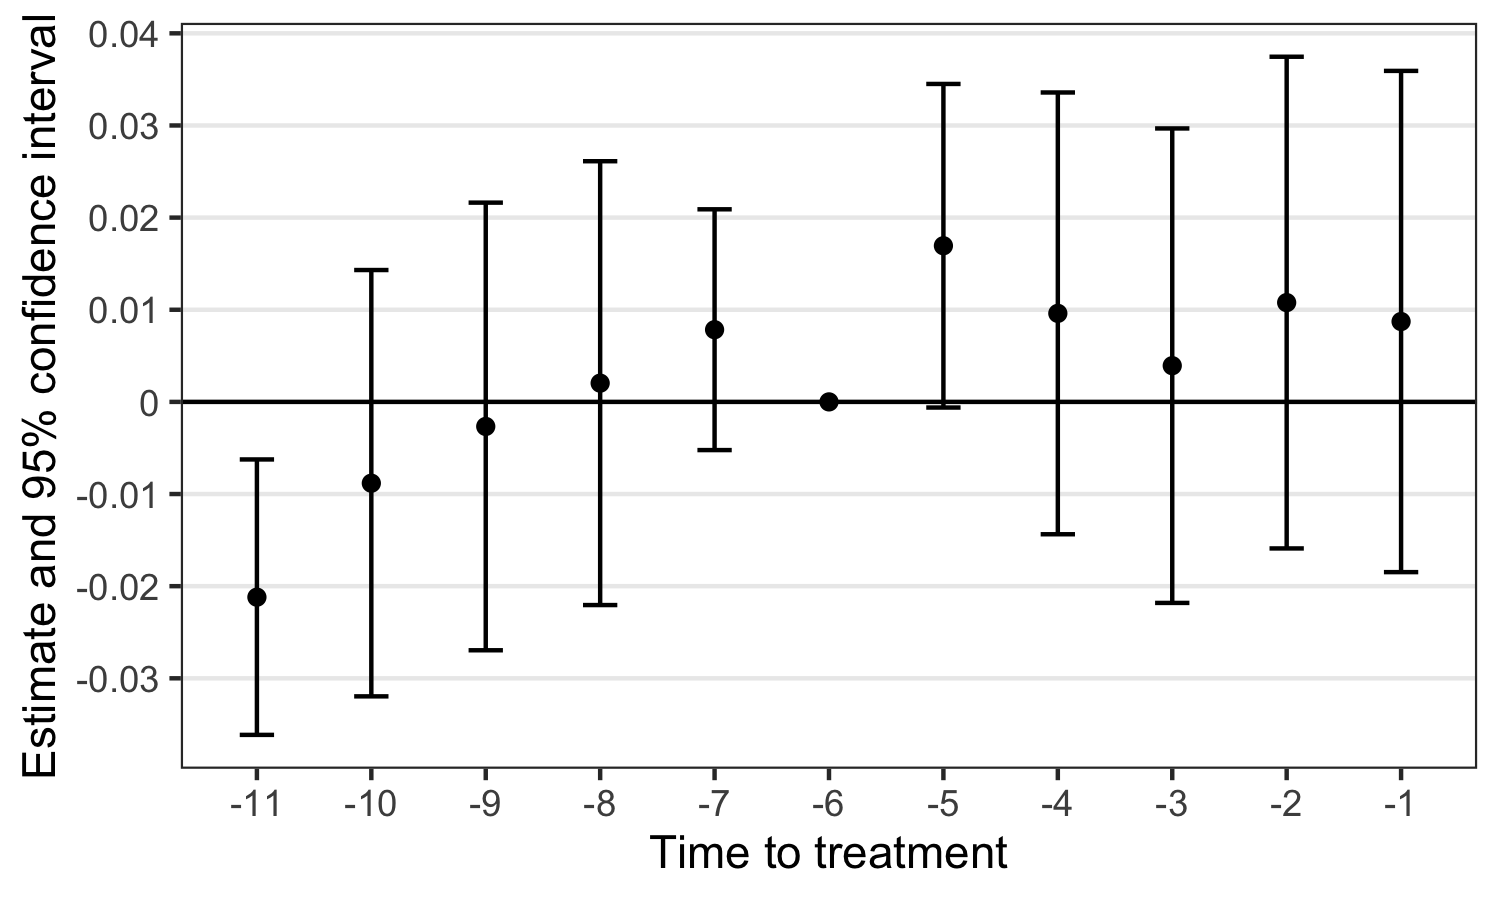 Estimate and 95% confidence interval
0.04
0.03
0.02
0.01
0
-0.01
-0.02
-0.03
-11 -10 -9 -8 -7 -6 -5 -4 -3 -2 -1
Time to treatment